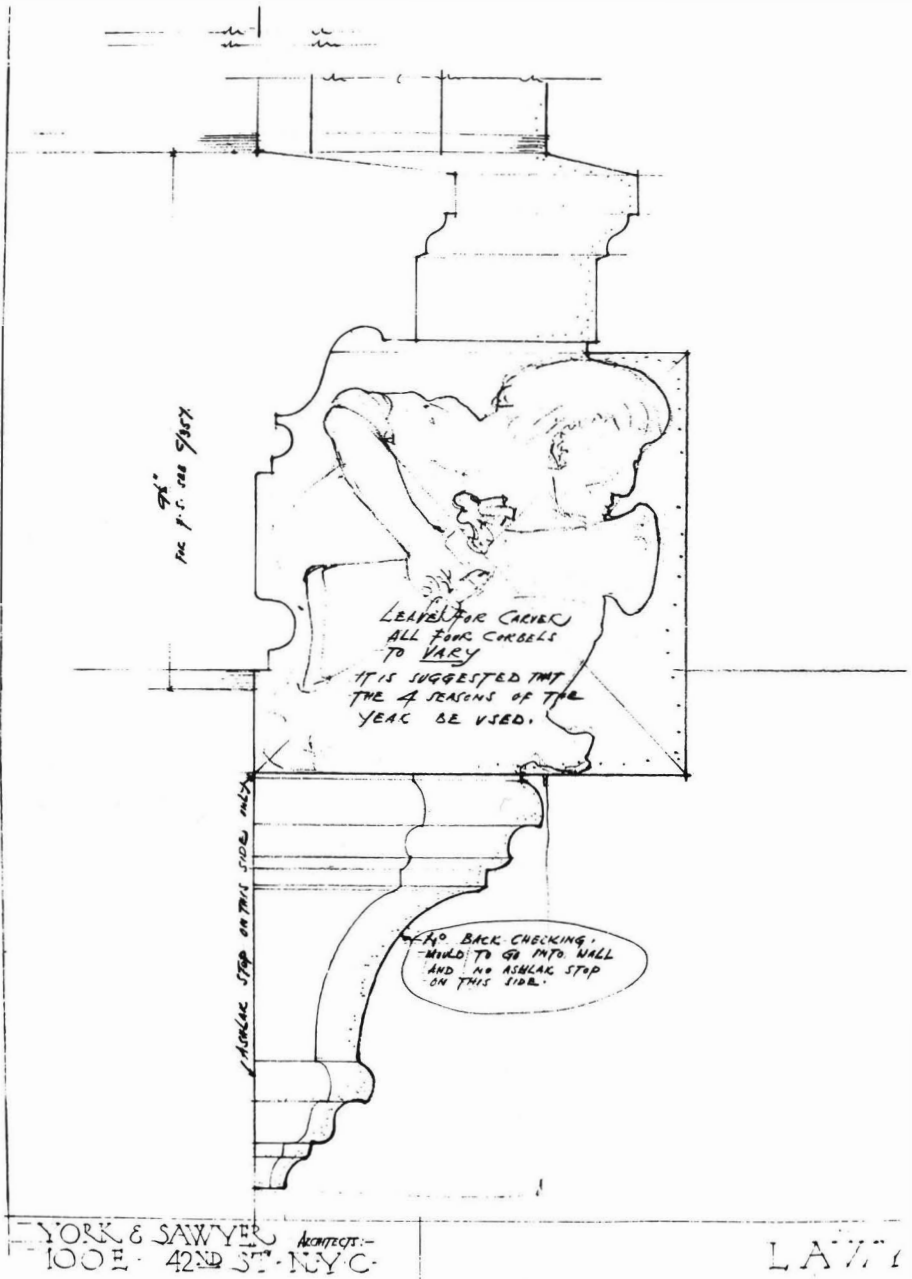 FOR F.S. SEE
LEAVE FOR CARVER
ALL FOUR CORBELS
TO VARY
IT IS SUGGESTED THAT
THE 4 SEASONS OF THE
YEAR BE USED.
ASHLAR STOP ON THIS SIDE ONLY
NO BACK CHECKING.
MOULD TO GO INTO WALL
AND NO ASHLAR STOP
ON THIS SIDE.
YORK & SAWYER ARCHITECTS:-
100 E. 42ND ST. N.Y.C.